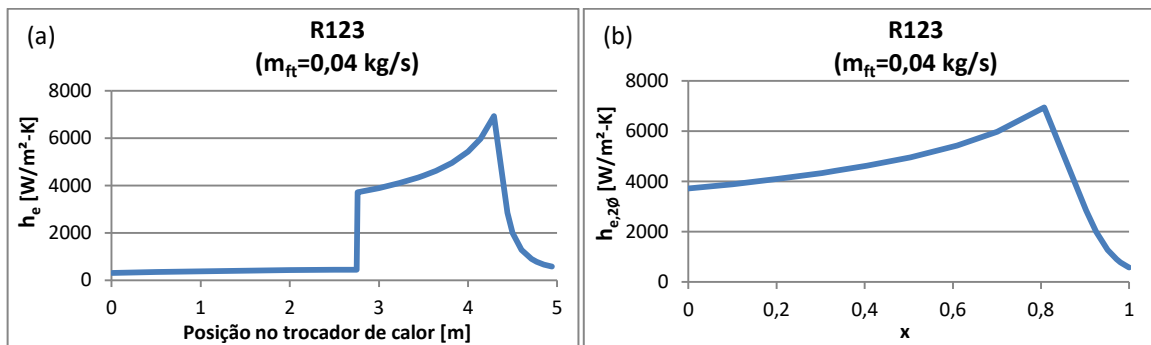 (a)
R123
(mft=0,04 kg/s)
he [W/m²-K]
8000
6000
4000
2000
0
0 1 2 3 4 5
Posição no trocador de calor [m]
(b)
R123
(mft=0,04 kg/s)
he,2Ø [W/m²-K]
8000
6000
4000
2000
0
0 0,2 0,4 0,6 0,8 1
x